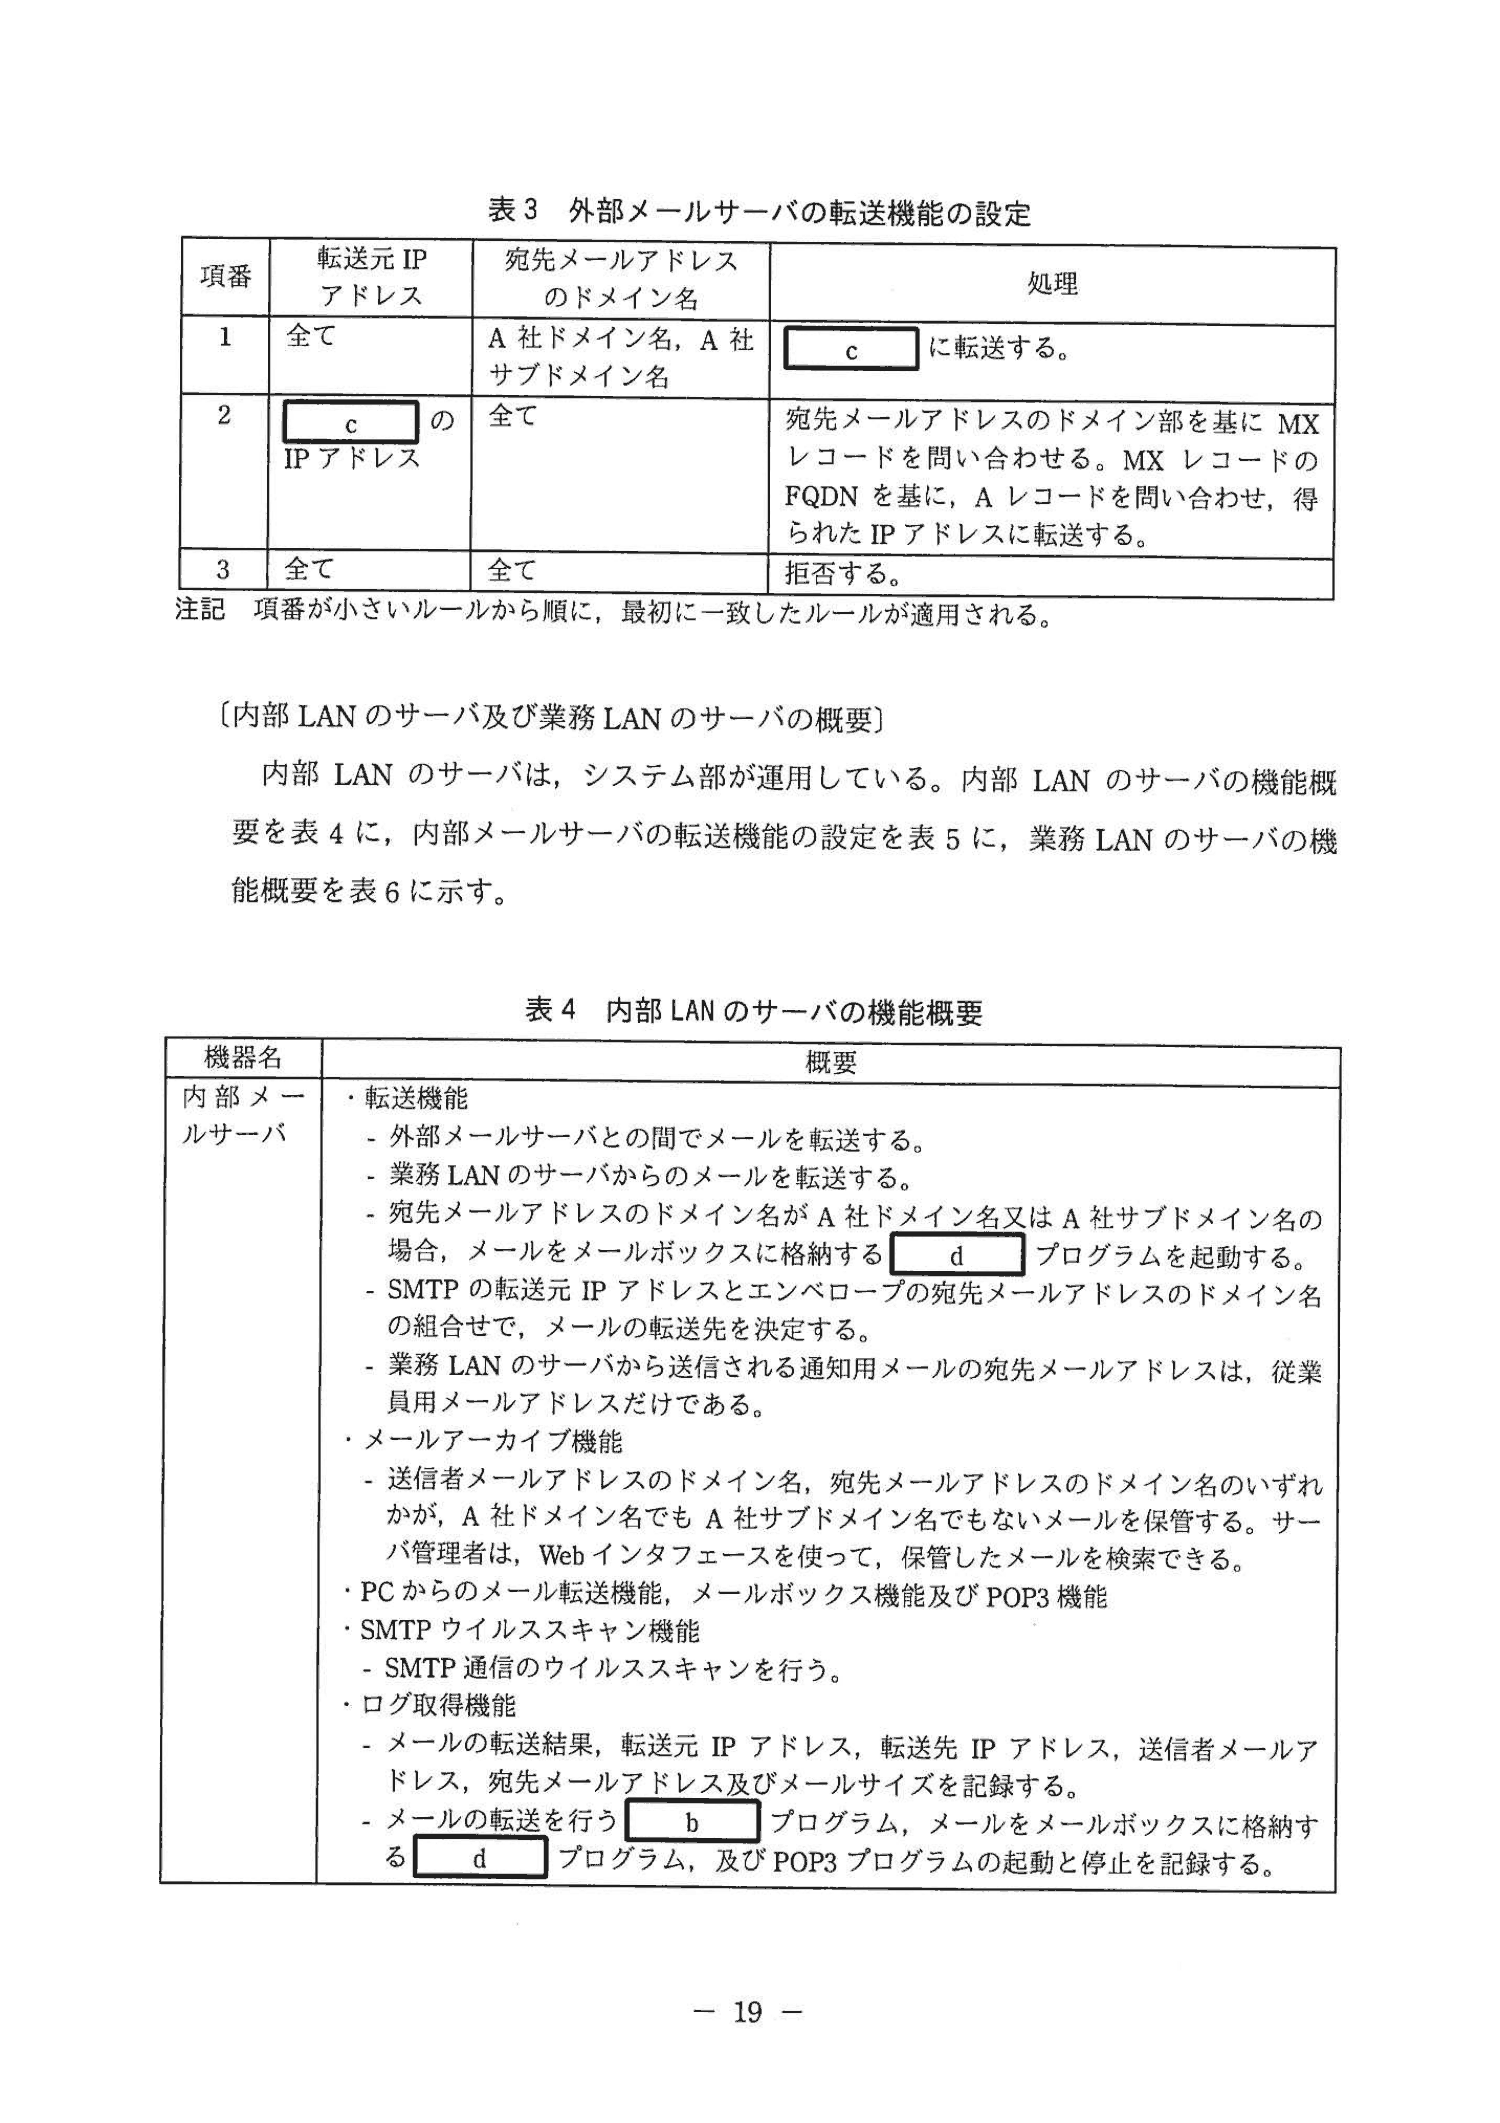 表3　外部メールサーバの転送機能の設定
項番
転送元 IP
アドレス
宛先メールアドレス
のドメイン名
処理
1
全て
A 社ドメイン名，A 社
サブドメイン名
c に転送する。
2
c の
IP アドレス
全て
宛先メールアドレスのドメイン部を基に MX
レコードを問い合わせる。MX レコードの
FQDN を基に，A レコードを問い合わせ，得
られた IP アドレスに転送する。
3
全て
全て
拒否する。
注記　項番が小さいルールから順に，最初に一致したルールが適用される。
〔内部 LAN のサーバ及び業務 LAN のサーバの概要〕
内部 LAN のサーバは，システム部が運用している。内部 LAN のサーバの機能概
要を表 4 に，内部メールサーバの転送機能の設定を表 5 に，業務 LAN のサーバの機
能概要を表 6 に示す。
表4　内部 LAN のサーバの機能概要
機器名
概要
内部メー
ルサーバ
・転送機能
- 外部メールサーバとの間でメールを転送する。
- 業務 LAN のサーバからのメールを転送する。
- 宛先メールアドレスのドメイン名が A 社ドメイン名又は A 社サブドメイン名の
場合，メールをメールボックスに格納する d プログラムを起動する。
- SMTP の転送元 IP アドレスとエンベロープの宛先メールアドレスのドメイン名
の組合せで，メールの転送先を決定する。
- 業務 LAN のサーバから送信される通知用メールの宛先メールアドレスは，従業
員用メールアドレスだけである。
・メールアーカイブ機能
- 送信者メールアドレスのドメイン名，宛先メールアドレスのドメイン名のいずれ
かが，A 社ドメイン名でも A 社サブドメイン名でもないメールを保管する。サー
バ管理者は，Web インタフェースを使って，保管したメールを検索できる。
・PC からのメール転送機能，メールボックス機能及び POP3 機能
・SMTP ウイルススキャン機能
- SMTP 通信のウイルススキャンを行う。
・ログ取得機能
- メールの転送結果，転送元 IP アドレス，転送先 IP アドレス，送信者メールア
ドレス，宛先メールアドレス及びメールサイズを記録する。
- メールの転送を行う b プログラム，メールをメールボックスに格納す
る d プログラム，及び POP3 プログラムの起動と停止を記録する。
－ 19 －